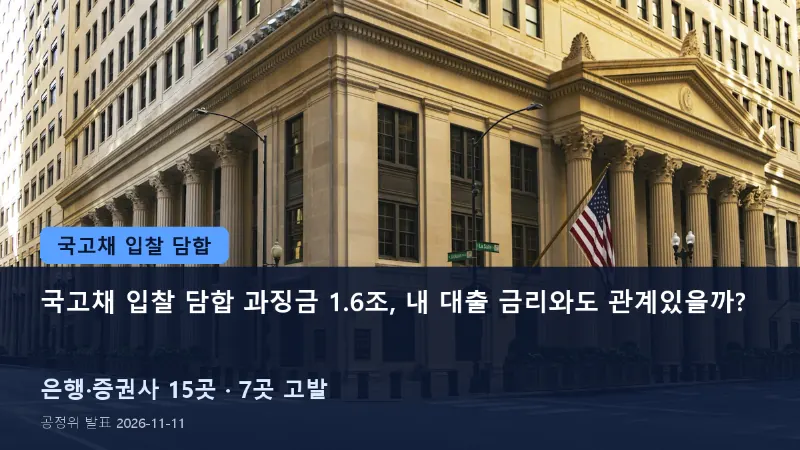 국고채 입찰 담합
국고채 입찰 담합 과징금 1.6조, 내 대출 금리와도 관계있을까?
은행·증권사 15곳 · 7곳 고발
공정위 발표 2026-11-11